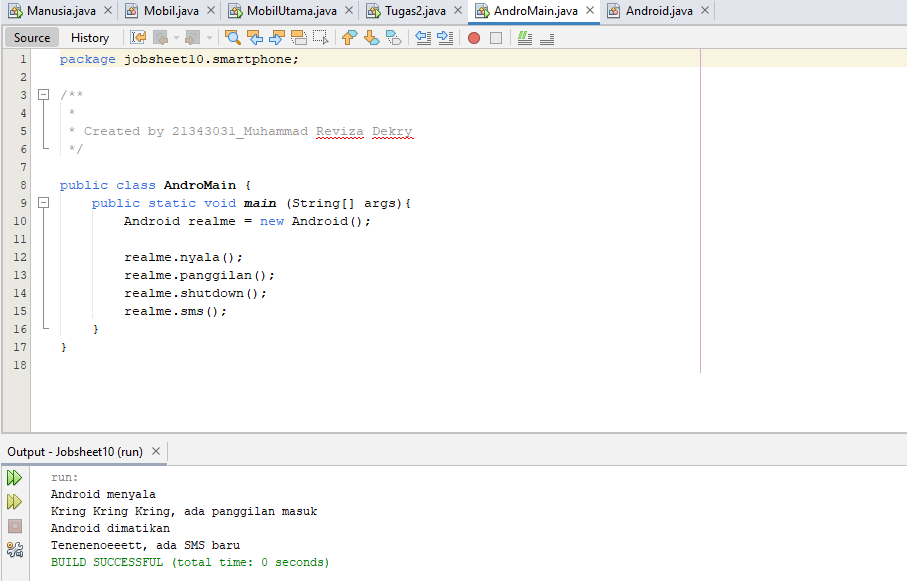 Manusia.java Mobil.java MobilUtama.java Tugas2.java AndroMain.java Android.java
Source History
1 package jobsheet10.smartphone;
2
3 /**
4 *
5 * Created by 21343031_Muhammad Reviza Dekry
6 */
7
8 public class AndroMain {
9 public static void main (String[] args){
10 Android realme = new Android();
11
12 realme.nyala();
13 realme.panggilan();
14 realme.shutdown();
15 realme.sms();
16 }
17 }
18
Output - Jobsheet10 (run)
run:
Android menyala
Kring Kring Kring, ada panggilan masuk
Android dimatikan
Tenenenoeeett, ada SMS baru
BUILD SUCCESSFUL (total time: 0 seconds)